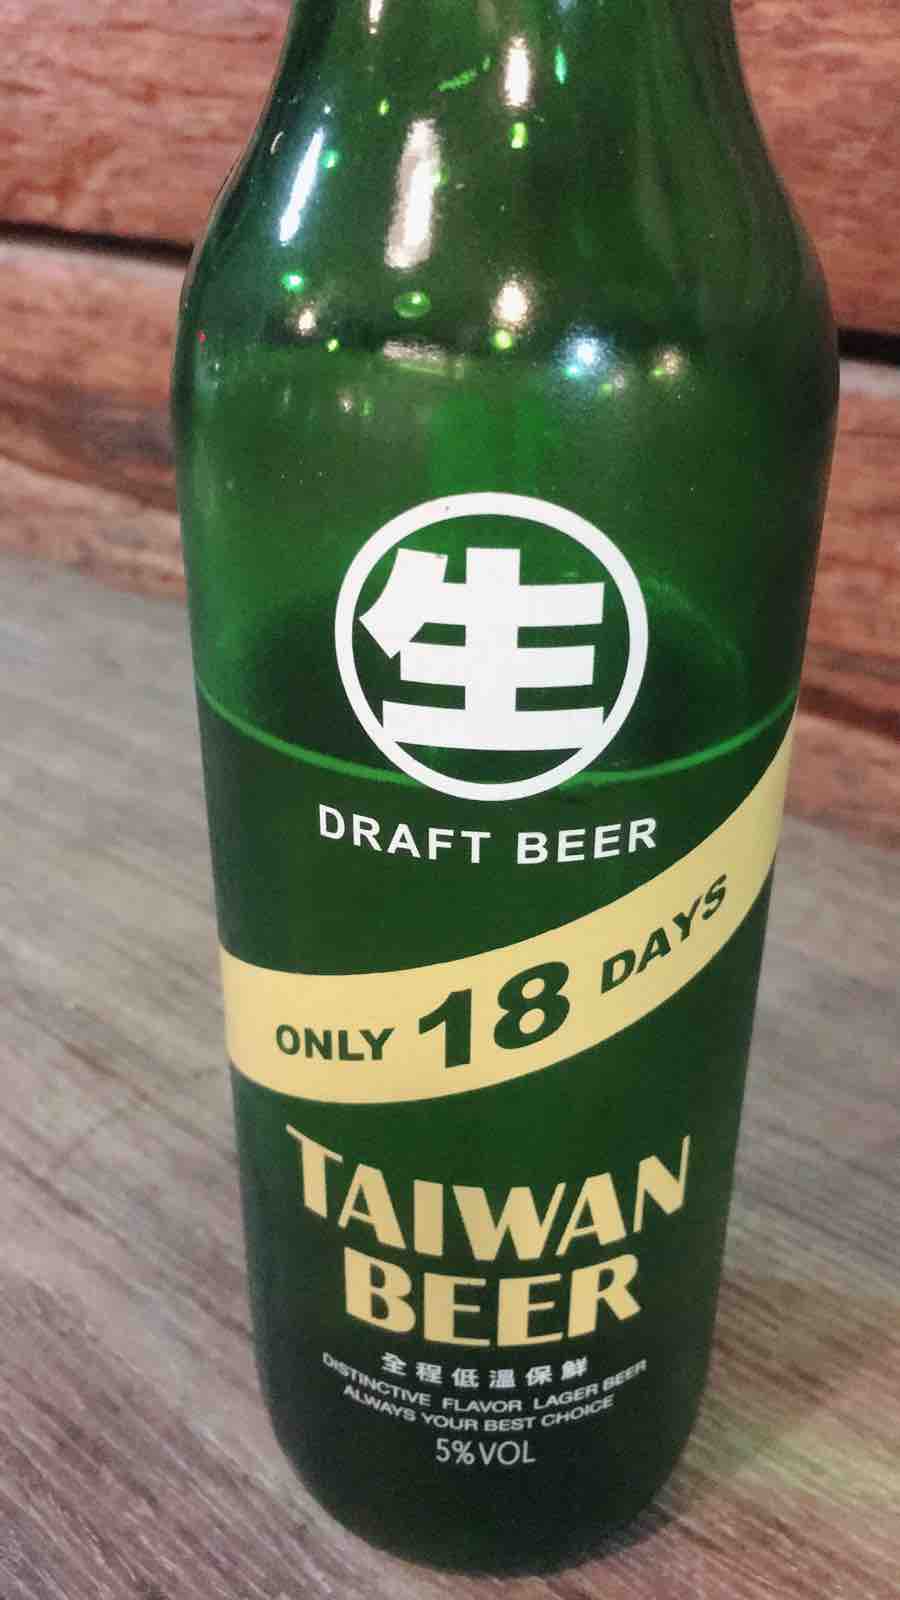 生
DRAFT BEER
ONLY 18 DAYS
TAIWAN
BEER
全程低溫保鮮
DISTINCTIVE FLAVOR LAGER BEER
ALWAYS YOUR BEST CHOICE
5%VOL